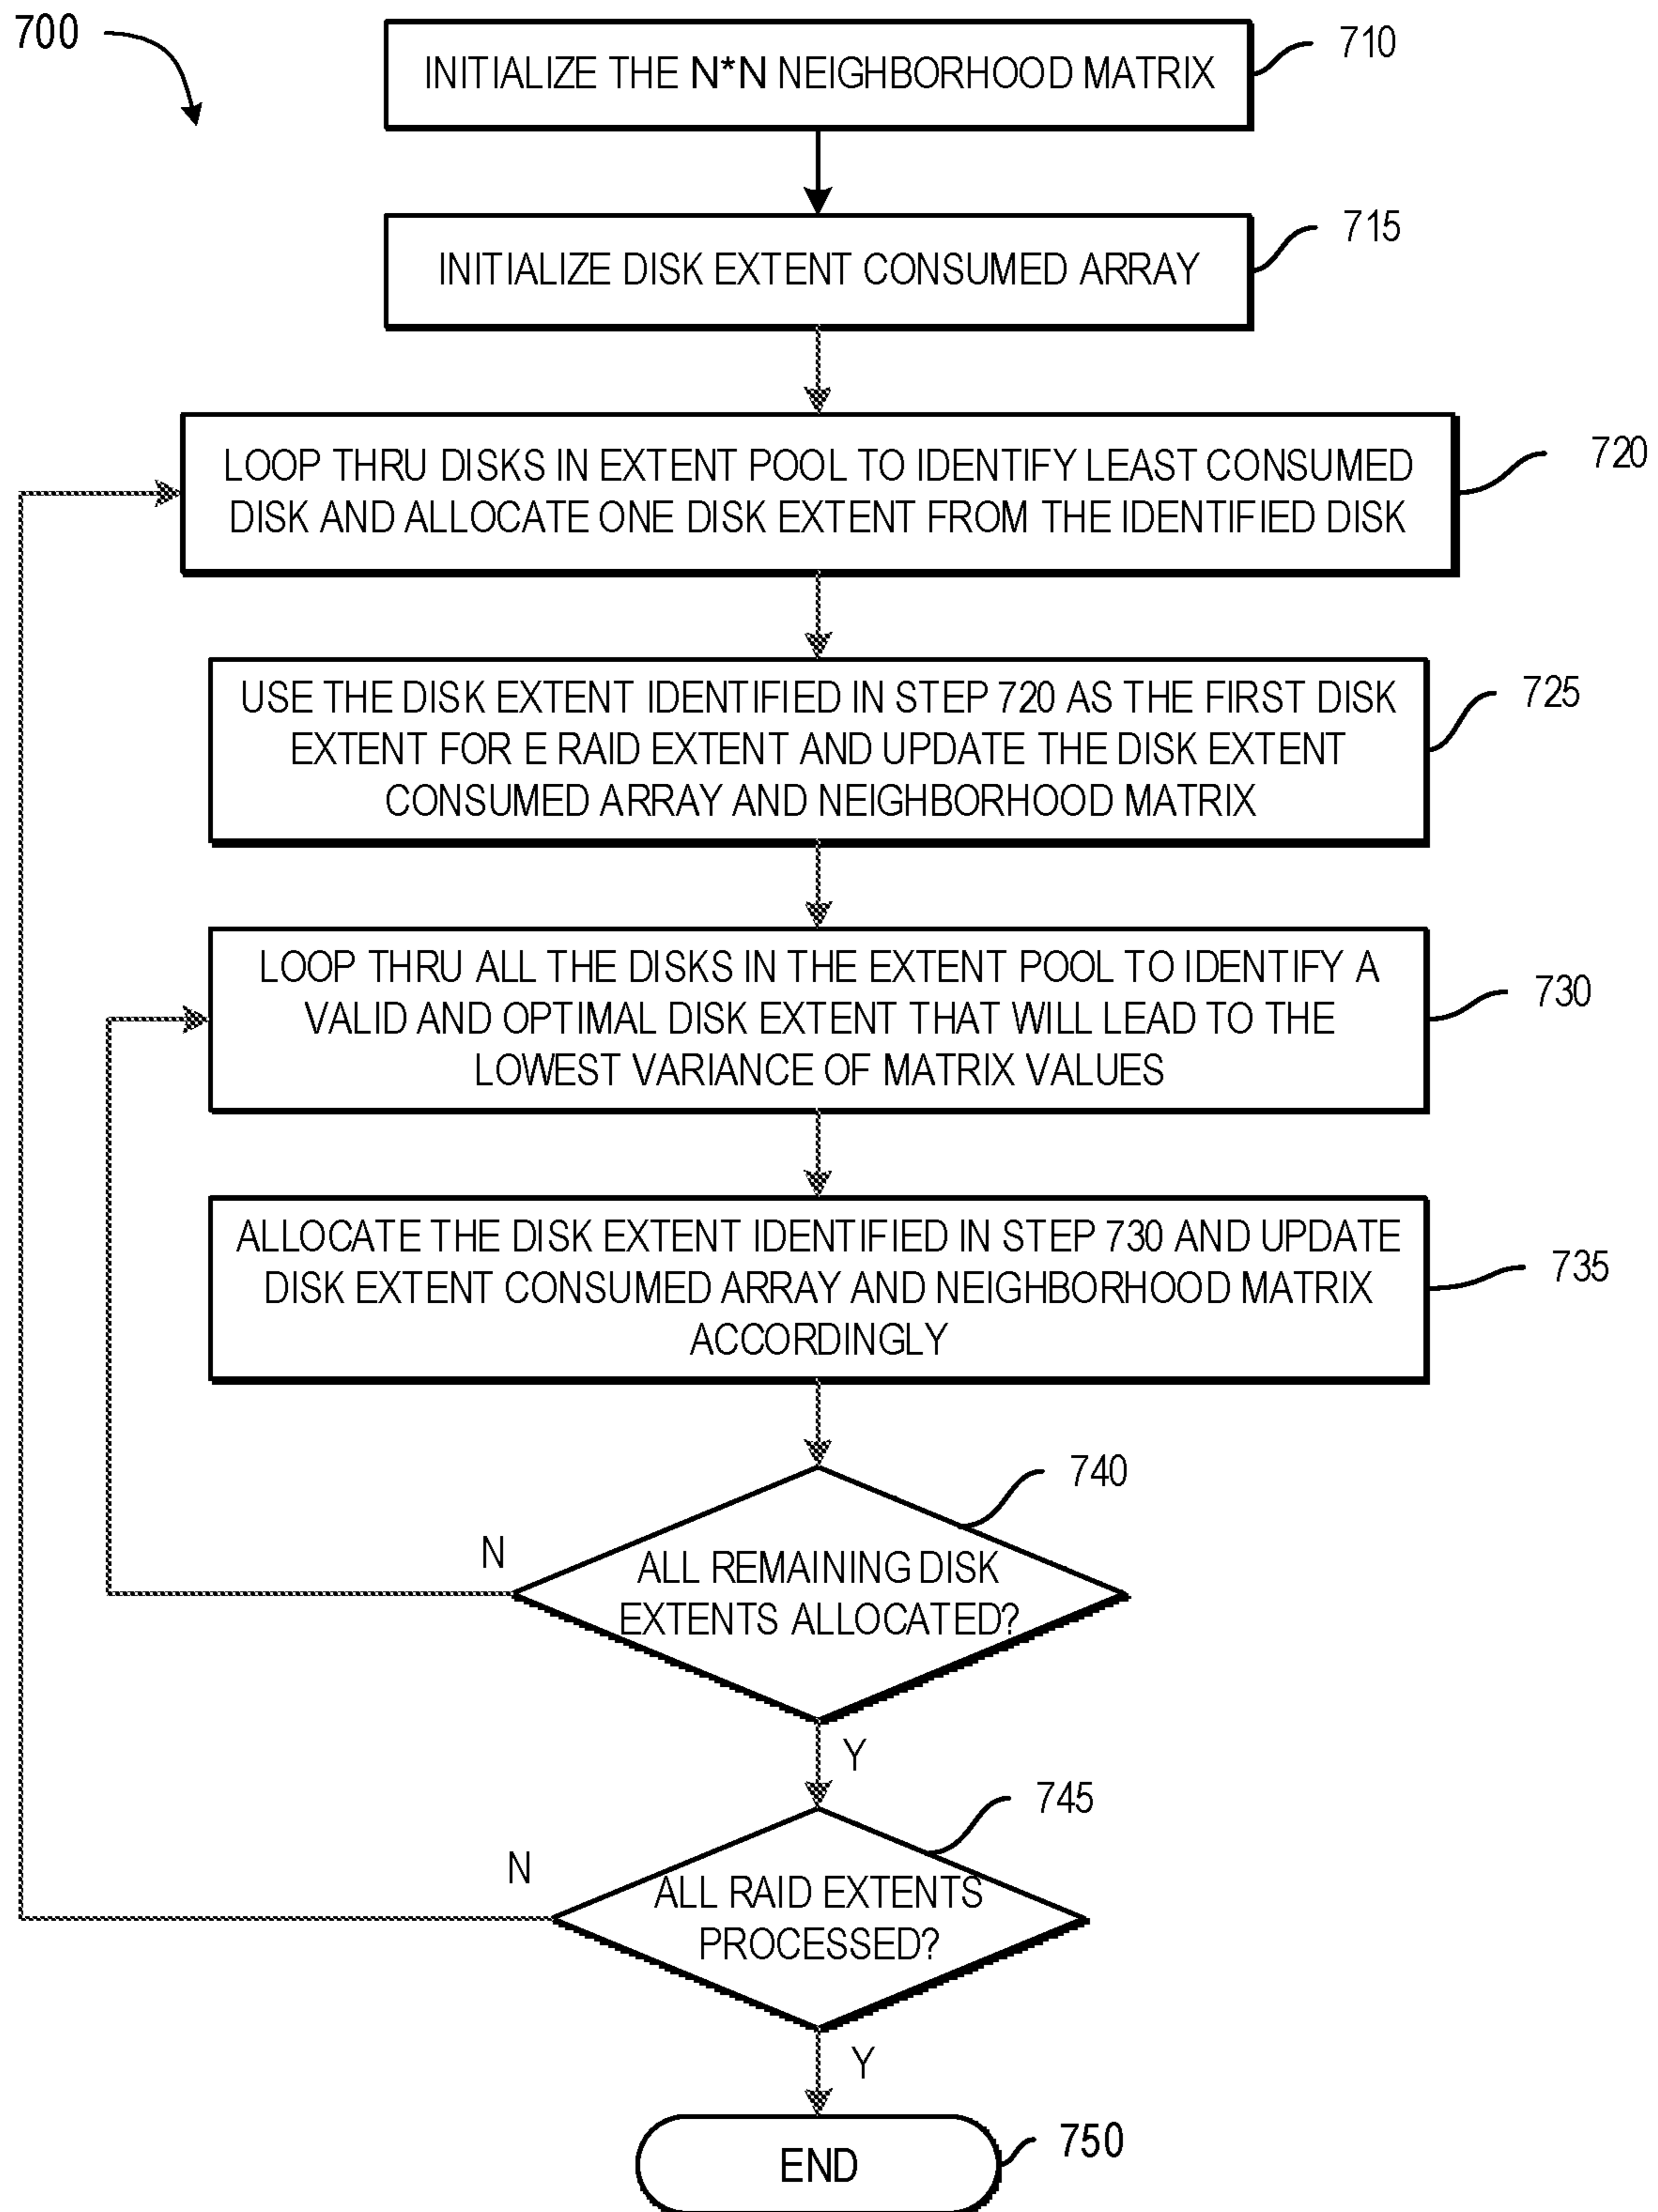 700
INITIALIZE THE N*N NEIGHBORHOOD MATRIX
710
INITIALIZE DISK EXTENT CONSUMED ARRAY
715
LOOP THRU DISKS IN EXTENT POOL TO IDENTIFY LEAST CONSUMED
DISK AND ALLOCATE ONE DISK EXTENT FROM THE IDENTIFIED DISK
720
USE THE DISK EXTENT IDENTIFIED IN STEP 720 AS THE FIRST DISK
EXTENT FOR E RAID EXTENT AND UPDATE THE DISK EXTENT
CONSUMED ARRAY AND NEIGHBORHOOD MATRIX
725
LOOP THRU ALL THE DISKS IN THE EXTENT POOL TO IDENTIFY A
VALID AND OPTIMAL DISK EXTENT THAT WILL LEAD TO THE
LOWEST VARIANCE OF MATRIX VALUES
730
ALLOCATE THE DISK EXTENT IDENTIFIED IN STEP 730 AND UPDATE
DISK EXTENT CONSUMED ARRAY AND NEIGHBORHOOD MATRIX
ACCORDINGLY
735
740
N
ALL REMAINING DISK
EXTENTS ALLOCATED?
Y
745
N
ALL RAID EXTENTS
PROCESSED?
Y
END
750